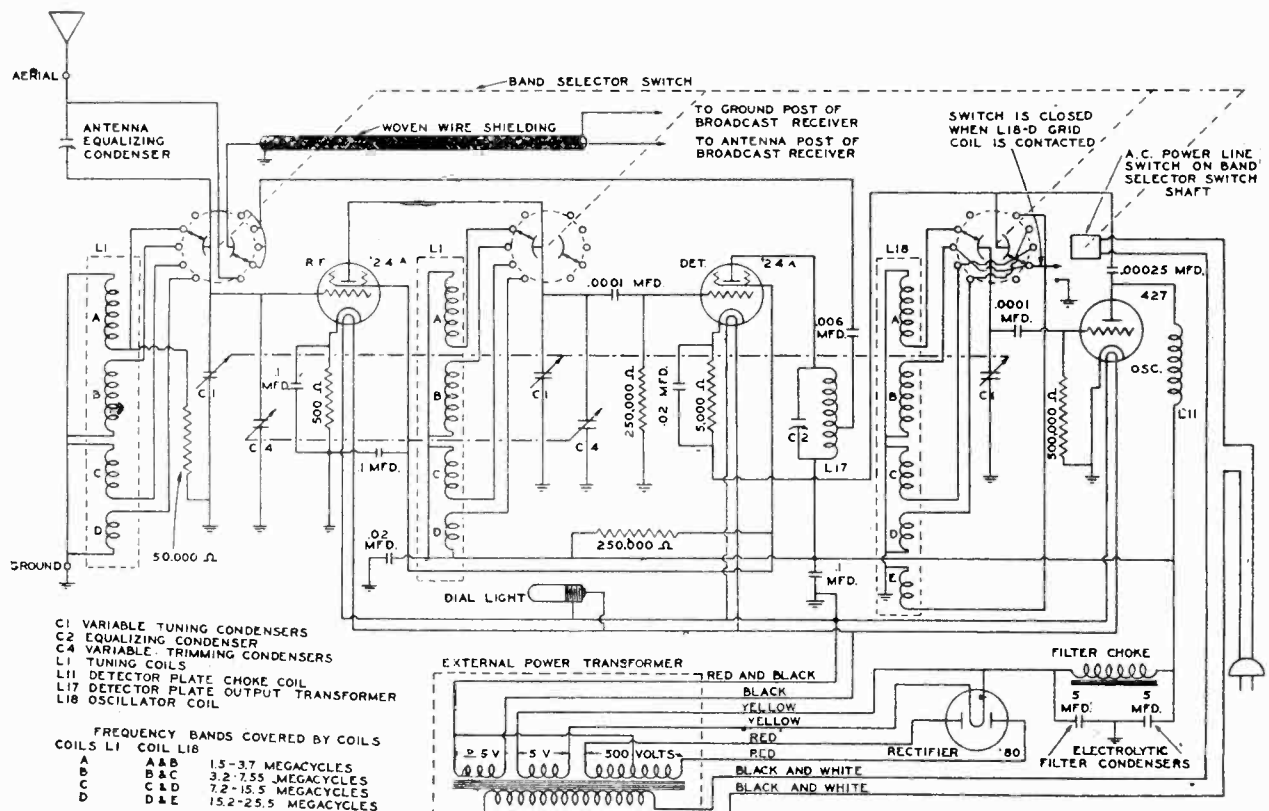 AERIAL
ANTENNA
EQUALIZING
CONDENSER
BAND SELECTOR SWITCH
WOVEN WIRE SHIELDING
TO GROUND POST OF
BROADCAST RECEIVER
TO ANTENNA POST OF
BROADCAST RECEIVER
SWITCH IS CLOSED
WHEN L18-D GRID
COIL IS CONTACTED
A.C. POWER LINE
SWITCH ON BAND
SELECTOR SWITCH
SHAFT
L1
A
B
C
D
50,000 Ω
GROUND
C1
C4
R.F.
'24 A
.1
MFD.
500 Ω
.1 MFD.
L1
A
B
C
D
.02
MFD.
C1
C4
.0001 MFD.
250,000 Ω
DET.
'24 A
.02 MFD.
5,000 Ω
250,000 Ω
.006
MFD.
C2
L17
.1
MFD.
L18
A
B
C
D
E
.0001
MFD.
.00025 MFD.
427
OSC.
500,000 Ω
L11
DIAL LIGHT
C1 VARIABLE TUNING CONDENSERS
C2 EQUALIZING CONDENSER
C4 VARIABLE TRIMMING CONDENSERS
L1 TUNING COILS
L11 DETECTOR PLATE CHOKE COIL
L17 DETECTOR PLATE OUTPUT TRANSFORMER
L18 OSCILLATOR COIL
FREQUENCY BANDS COVERED BY COILS
COILS L1 COIL L18
A A & B 1.5-3.7 MEGACYCLES
B B & C 3.2-7.55 MEGACYCLES
C C & D 7.2-15.5 MEGACYCLES
D D & E 15.2-25.5 MEGACYCLES
EXTERNAL POWER TRANSFORMER
5 V
5 V
500 VOLTS
RED AND BLACK
BLACK
YELLOW
YELLOW
RED
RED
BLACK AND WHITE
BLACK AND WHITE
RECTIFIER
'80
FILTER CHOKE
5
MFD.
5
MFD.
ELECTROLYTIC
FILTER CONDENSERS